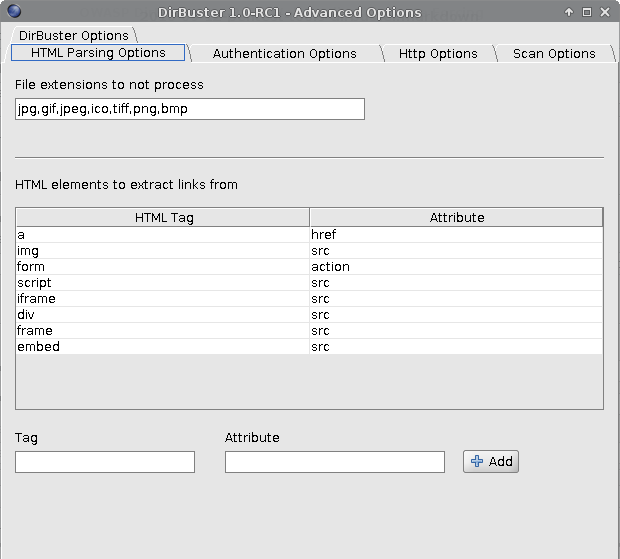 DirBuster 1.0-RC1 - Advanced Options
DirBuster Options
HTML Parsing Options Authentication Options Http Options Scan Options
File extensions to not process
jpg,gif,jpeg,ico,tiff,png,bmp
HTML elements to extract links from
HTML Tag Attribute
a href
img src
form action
script src
iframe src
div src
frame src
embed src
Tag Attribute
Add